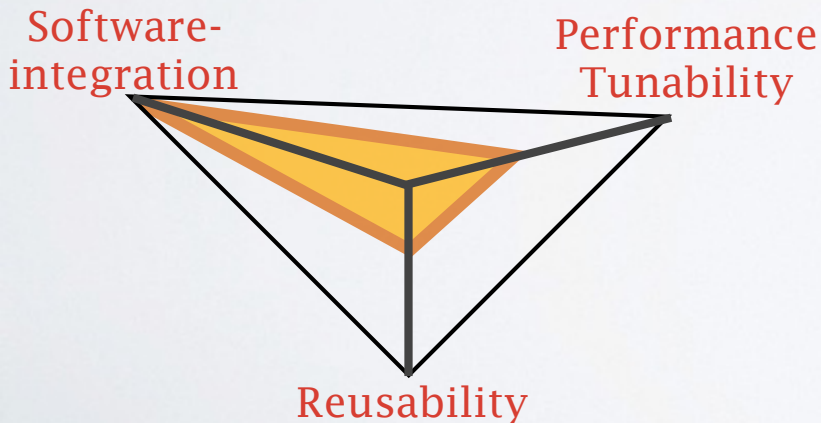 Software-
integration
Performance
Tunability
Reusability